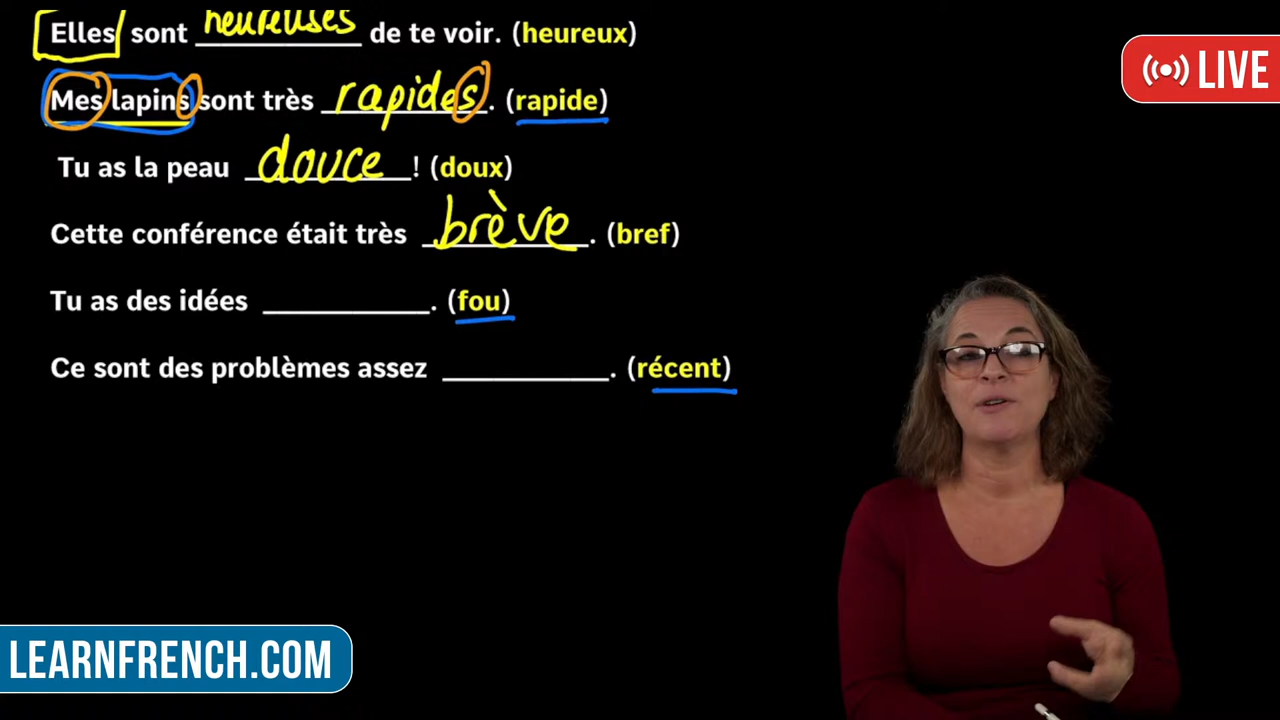 Elles sont heureuses de te voir. (heureux)
LIVE
Mes lapins sont très rapides. (rapide)
Tu as la peau douce ! (doux)
Cette conférence était très brève. (bref)
Tu as des idées __________. (fou)
Ce sont des problèmes assez __________. (récent)
LEARNFRENCH.COM